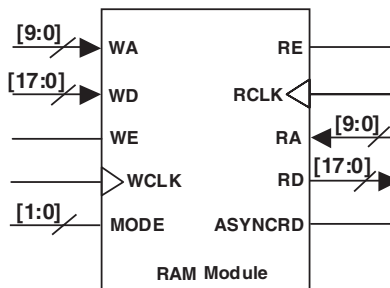 [9:0] WA RE
[17:0] WD RCLK
WE RA [9:0]
WCLK RD [17:0]
[1:0] MODE ASYNCRD
RAM Module